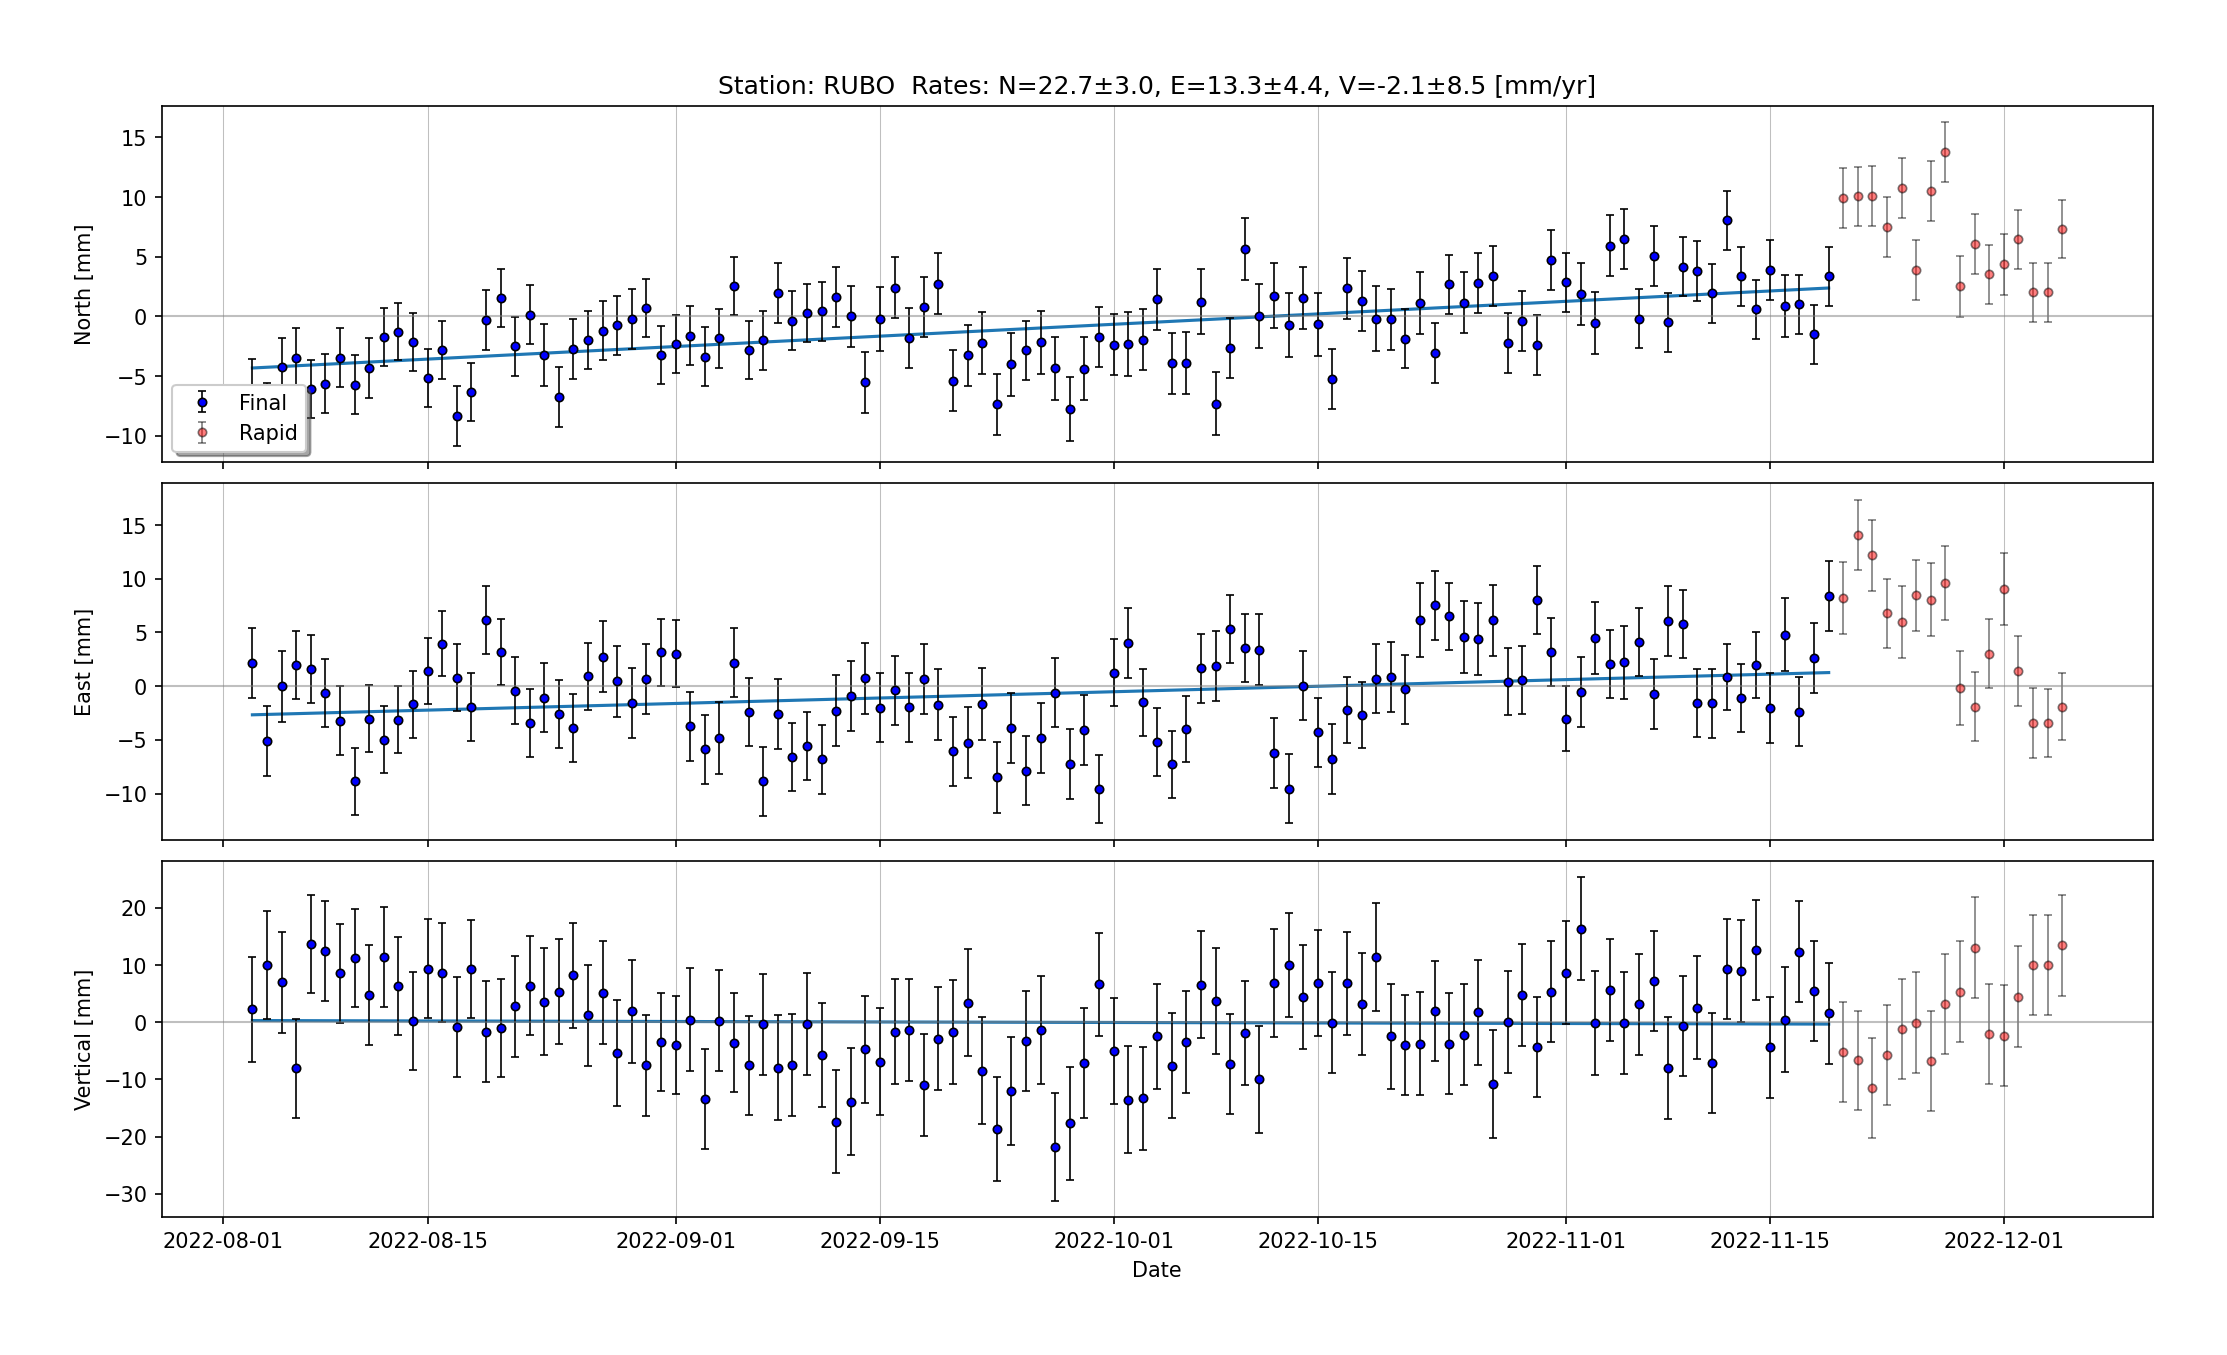 Station: RUBO  Rates: N=22.7±3.0, E=13.3±4.4, V=-2.1±8.5 [mm/yr]
North [mm]
15
10
5
0
−5
−10
Final
Rapid
East [mm]
15
10
5
0
−5
−10
Vertical [mm]
20
10
0
−10
−20
−30
2022-08-01 2022-08-15 2022-09-01 2022-09-15 2022-10-01 2022-10-15 2022-11-01 2022-11-15 2022-12-01
Date